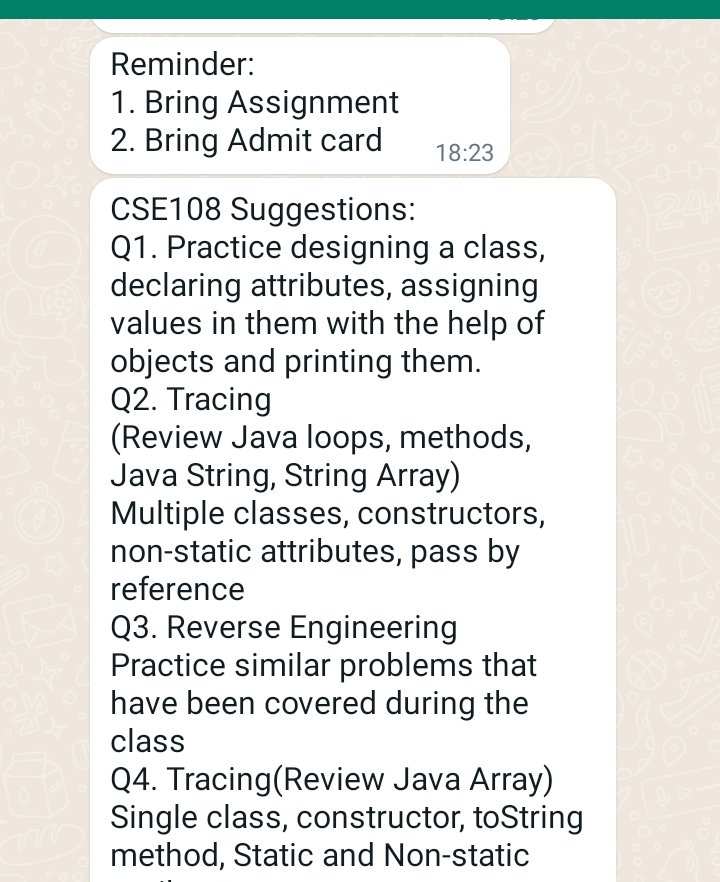 Reminder:
1. Bring Assignment
2. Bring Admit card
18:23
CSE108 Suggestions:
Q1. Practice designing a class,
declaring attributes, assigning
values in them with the help of
objects and printing them.
Q2. Tracing
(Review Java loops, methods,
Java String, String Array)
Multiple classes, constructors,
non-static attributes, pass by
reference
Q3. Reverse Engineering
Practice similar problems that
have been covered during the
class
Q4. Tracing(Review Java Array)
Single class, constructor, toString
method, Static and Non-static